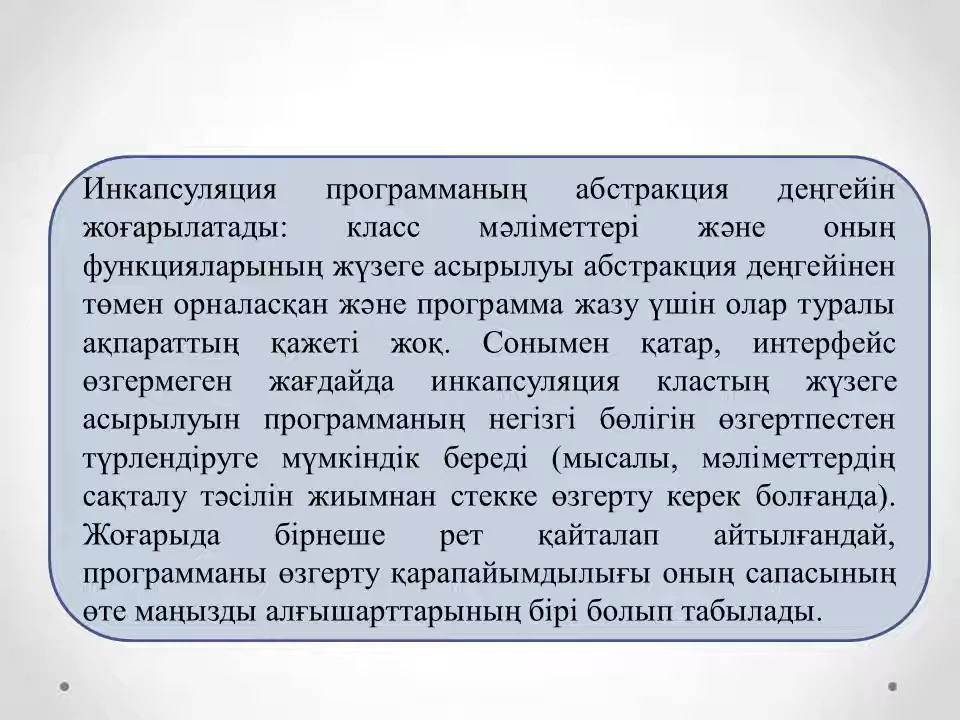 Инкапсуляция программаның абстракция деңгейін
жоғарылатады: класс мәліметтері және оның
функцияларының жүзеге асырылуы абстракция деңгейінен
төмен орналасқан және программа жазу үшін олар туралы
ақпараттың қажеті жоқ. Сонымен қатар, интерфейс
өзгермеген жағдайда инкапсуляция кластың жүзеге
асырылуын программаның негізгі бөлігін өзгертпестен
түрлендіруге мүмкіндік береді (мысалы, мәліметтердің
сақталу тәсілін жиымнан стекке өзгерту керек болғанда).
Жоғарыда бірнеше рет қайталап айтылғандай,
программаны өзгерту қарапайымдылығы оның сапасының
өте маңызды алғышарттарының бірі болып табылады.